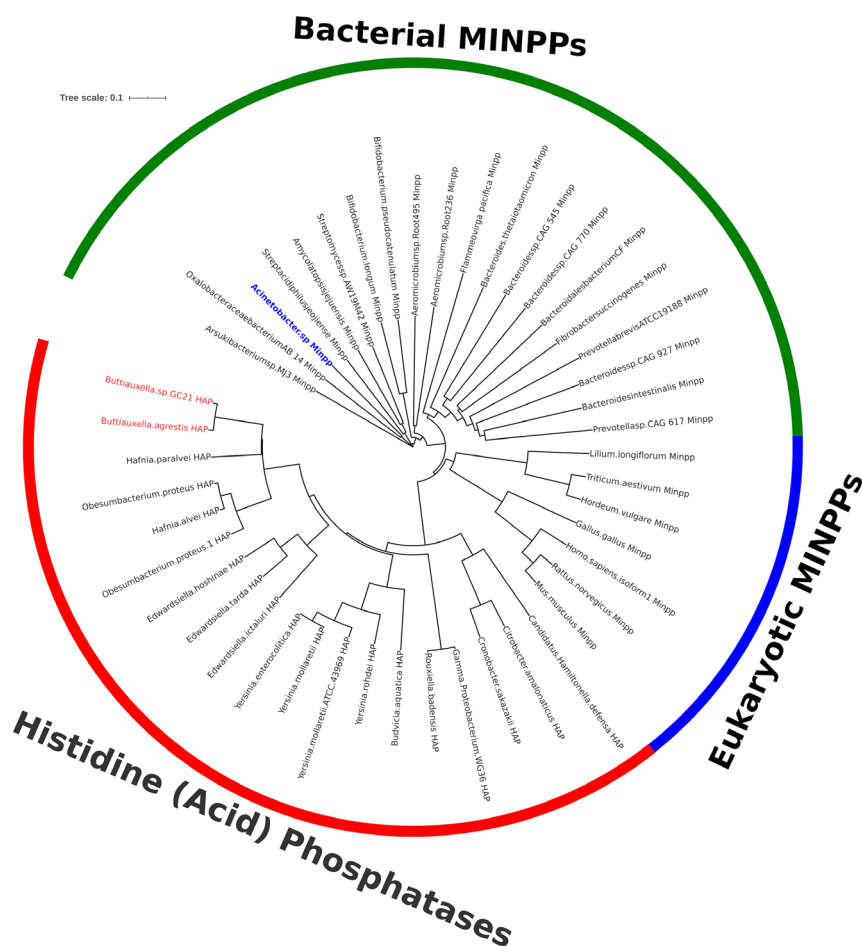 Bacterial MINPPs
Tree scale: 0.1
Arsukibacteriumsp.MJ3 Minpp
OxalobacteraceaebacteriumAB_14 Minpp
Acinetobacter.sp Minpp
Streptacidiphilusjeojiense Minpp
Amycolatopsisjejuensis Minpp
Streptomycessp.AW19M42 Minpp
Bifidobacterium.longum Minpp
Bifidobacterium.pseudocatenulatum Minpp
Aeromicrobiumsp.Root495 Minpp
Aeromicrobiumsp.Root236 Minpp
Flammeovirga pacifica Minpp
Bacteroides.thetaiotaomicron Minpp
Bacteroidessp.CAG 545 Minpp
Bacteroidessp.CAG 770 Minpp
BacteroidalesbacteriumCF Minpp
Fibrobactersuccinogenes Minpp
PrevotellabrevisATCC19188 Minpp
Bacteroidessp.CAG 927 Minpp
Bacteroidesintestinalis Minpp
Prevotellasp.CAG 617 Minpp
Lilium.longiflorum Minpp
Triticum.aestivum Minpp
Hordeum.vulgare Minpp
Gallus.gallus Minpp
Homo.sapiens.isoform1 Minpp
Rattus.norvegicus Minpp
Mus.musculus Minpp
Eukaryotic MINPPs
Candidatus.Hamiltonella.defensa HAP
Citrobacter.amalonaticus HAP
Cronobacter.sakazakii HAP
Gamma.Proteobacterium.WG36 HAP
Rouxiella.badensis HAP
Budvicia.aquatica HAP
Yersinia.rohdei HAP
Yersinia.mollaretii.ATCC.43969 HAP
Yersinia.mollaretii HAP
Yersinia.enterocolitica HAP
Edwardsiella.ictaluri HAP
Edwardsiella.tarda HAP
Edwardsiella.hoshinae HAP
Obesumbacterium.proteus.1 HAP
Hafnia.alvei HAP
Obesumbacterium.proteus HAP
Hafnia.paralvei HAP
Buttiauxella.agrestis HAP
Buttiauxella.sp.GC21 HAP
Histidine (Acid) Phosphatases